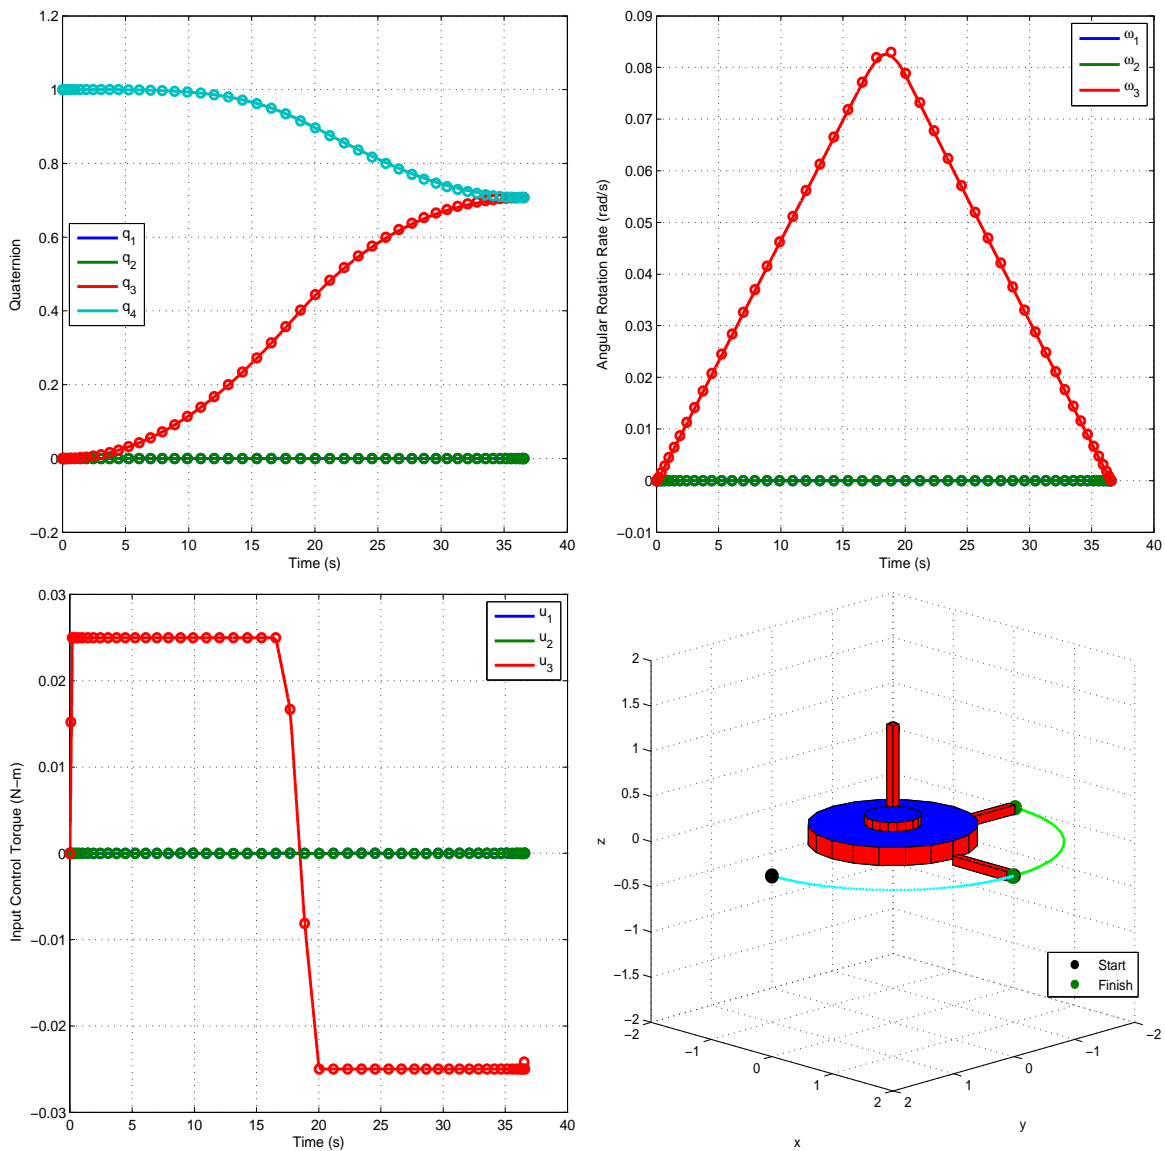 1.2
1
0.8
0.6
0.4
0.2
0
−0.2
Quaternion
q1
q2
q3
q4
0 5 10 15 20 25 30 35 40
Time (s)
0.09
0.08
0.07
0.06
0.05
0.04
0.03
0.02
0.01
0
−0.01
Angular Rotation Rate (rad/s)
ω1
ω2
ω3
0 5 10 15 20 25 30 35 40
Time (s)
0.03
0.02
0.01
0
−0.01
−0.02
−0.03
Input Control Torque (N−m)
u1
u2
u3
0 5 10 15 20 25 30 35 40
Time (s)
2
1.5
1
0.5
0
−0.5
−1
−1.5
−2
z
−2
−1
0
1
2
x
2
1
0
−1
−2
y
Start
Finish